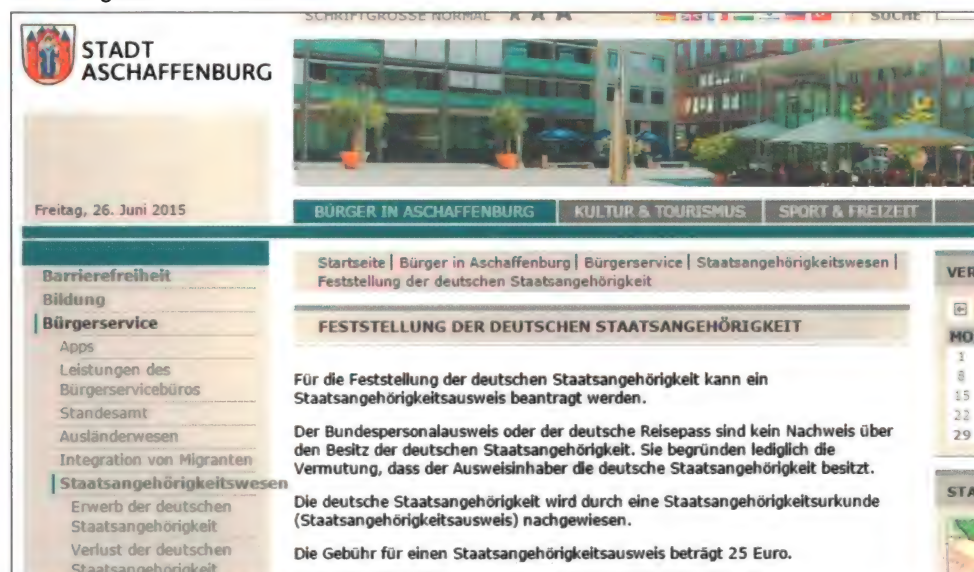 SCHRIFTGRÖSSE NORMAL A A A
SUCHE
STADT
ASCHAFFENBURG
Freitag, 26. Juni 2015
BÜRGER IN ASCHAFFENBURG
KULTUR & TOURISMUS
SPORT & FREIZEIT
Barrierefreiheit
Bildung
Bürgerservice
Apps
Leistungen des
Bürgerservicebüros
Standesamt
Ausländerwesen
Integration von Migranten
Staatsangehörigkeitswesen
Erwerb der deutschen
Staatsangehörigkeit
Verlust der deutschen
Staatsangehörigkeit
Startseite | Bürger in Aschaffenburg | Bürgerservice | Staatsangehörigkeitswesen |
Feststellung der deutschen Staatsangehörigkeit
FESTSTELLUNG DER DEUTSCHEN STAATSANGEHÖRIGKEIT
Für die Feststellung der deutschen Staatsangehörigkeit kann ein
Staatsangehörigkeitsausweis beantragt werden.
Der Bundespersonalausweis oder der deutsche Reisepass sind kein Nachweis über
den Besitz der deutschen Staatsangehörigkeit. Sie begründen lediglich die
Vermutung, dass der Ausweisinhaber die deutsche Staatsangehörigkeit besitzt.
Die deutsche Staatsangehörigkeit wird durch eine Staatsangehörigkeitsurkunde
(Staatsangehörigkeitsausweis) nachgewiesen.
Die Gebühr für einen Staatsangehörigkeitsausweis beträgt 25 Euro.
VER
MO
1
8
15
22
29
STA